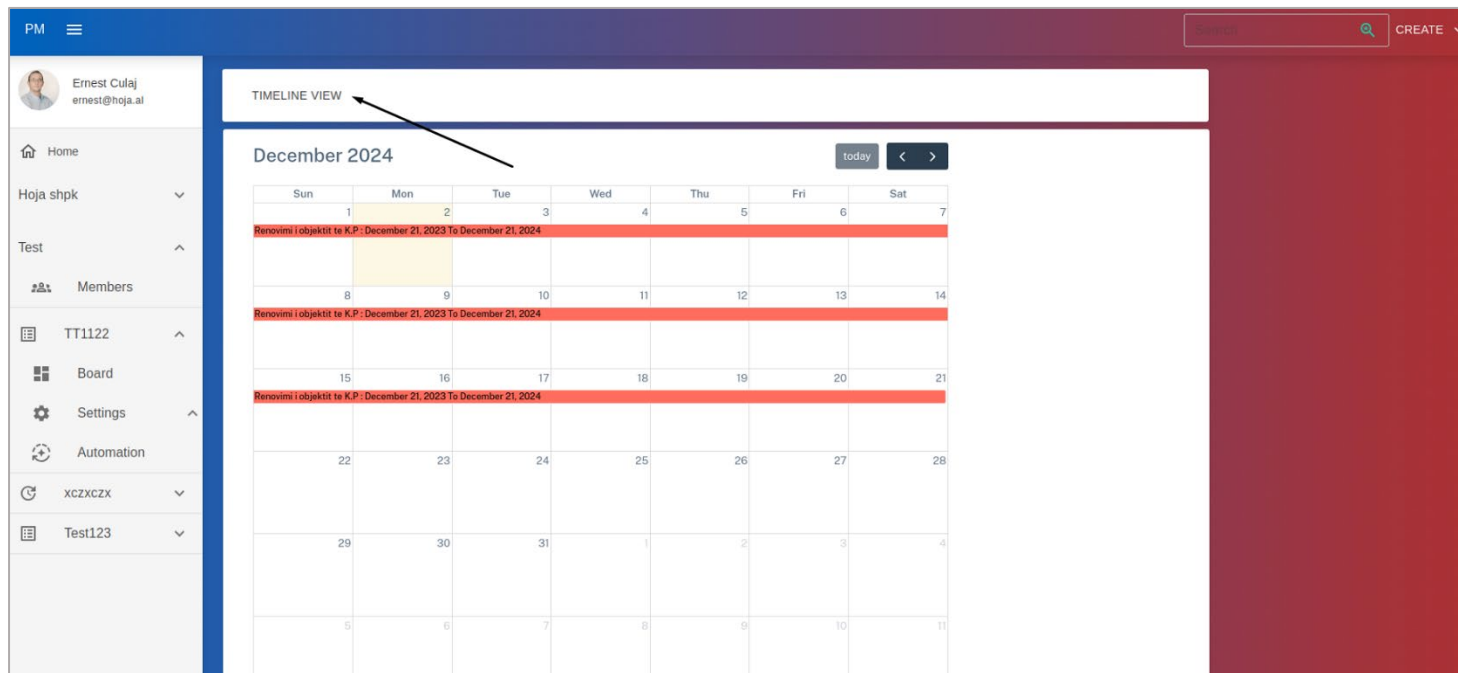 PM
CREATE
Ernest Culaj
ernest@hoja.al
Home
Hoja shpk
Test
Members
TT1122
Board
Settings
Automation
xczxczx
Test123
TIMELINE VIEW
December 2024
today
Sun Mon Tue Wed Thu Fri Sat
1 2 3 4 5 6 7
Renovimi i objektit te K.P : December 21, 2023 To December 21, 2024
8 9 10 11 12 13 14
Renovimi i objektit te K.P : December 21, 2023 To December 21, 2024
15 16 17 18 19 20 21
Renovimi i objektit te K.P : December 21, 2023 To December 21, 2024
22 23 24 25 26 27 28
29 30 31 1 2 3 4
5 6 7 8 9 10 11